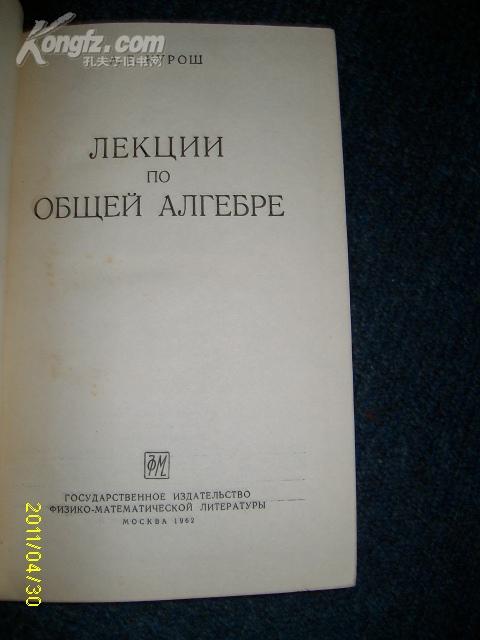 Kongfz.com
孔夫子旧书网
КУРОШ
ЛЕКЦИИ
ПО
ОБЩЕЙ АЛГЕБРЕ
ФМ
ГОСУДАРСТВЕННОЕ ИЗДАТЕЛЬСТВО
ФИЗИКО-МАТЕМАТИЧЕСКОЙ ЛИТЕРАТУРЫ
МОСКВА 1962
2011/04/30